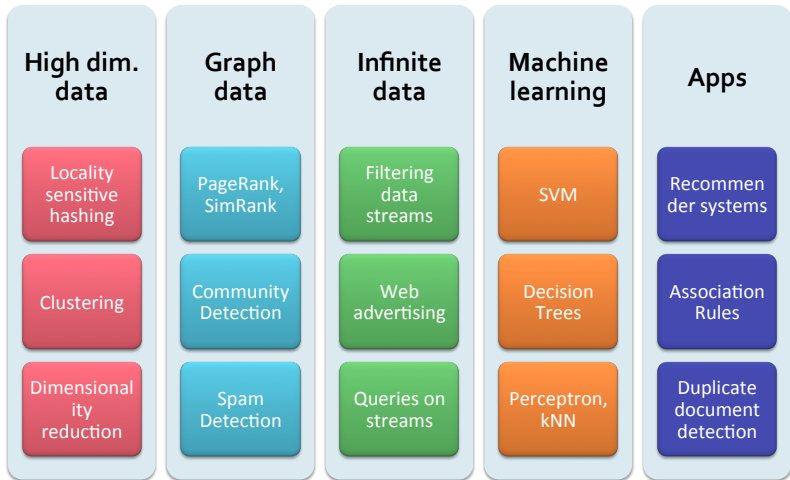 High dim.
data
Locality
sensitive
hashing
Clustering
Dimensional
ity
reduction
Graph
data
PageRank,
SimRank
Community
Detection
Spam
Detection
Infinite
data
Filtering
data
streams
Web
advertising
Queries on
streams
Machine
learning
SVM
Decision
Trees
Perceptron,
kNN
Apps
Recommen
der systems
Association
Rules
Duplicate
document
detection